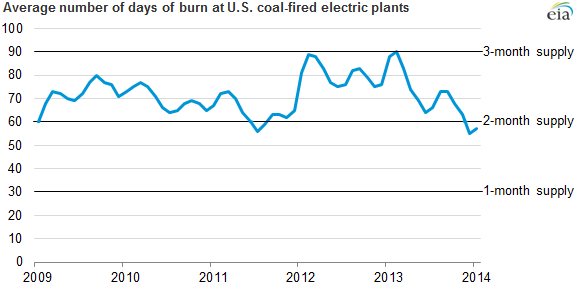 Average number of days of burn at U.S. coal-fired electric plants
eia
100
90
3-month supply
80
70
60
2-month supply
50
40
30
1-month supply
20
10
0
2009 2010 2011 2012 2013 2014